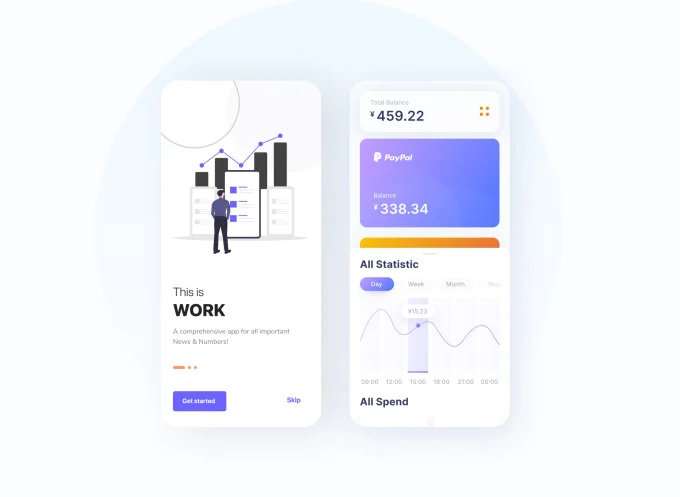 This is
WORK
A comprehensive app for all important
News & Numbers!
Get started
Skip
Total Balance
¥ 459.22
PayPal
Balance
¥ 338.34
All Statistic
Day Week Month
¥15.23
09:00 12:00 15:00 18:00 21:00 00:00
All Spend